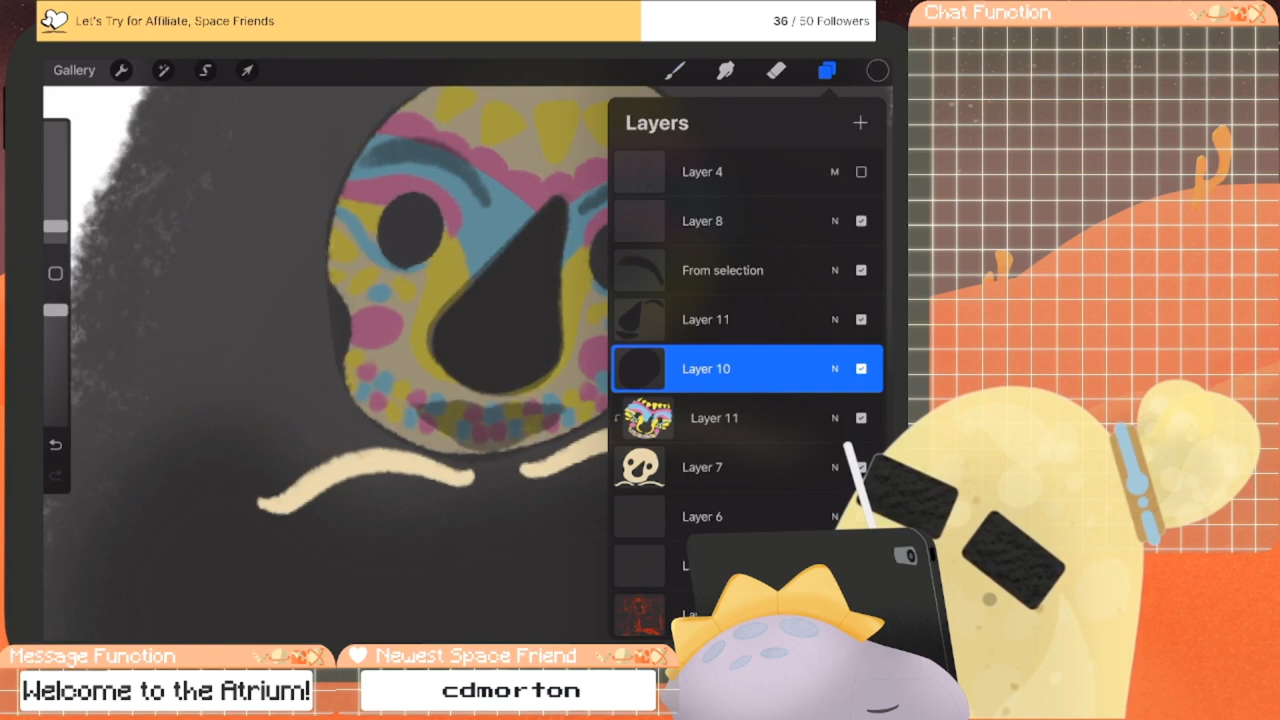 Let's Try for Affiliate, Space Friends
36 / 50 Followers
Chat Function
Gallery
Layers
Layer 4 M
Layer 8 N
From selection N
Layer 11 N
Layer 10 N
Layer 11 N
Layer 7 N
Layer 6 N
Message Function
Newest Space Friend
Welcome to the Atrium!
cdmorton